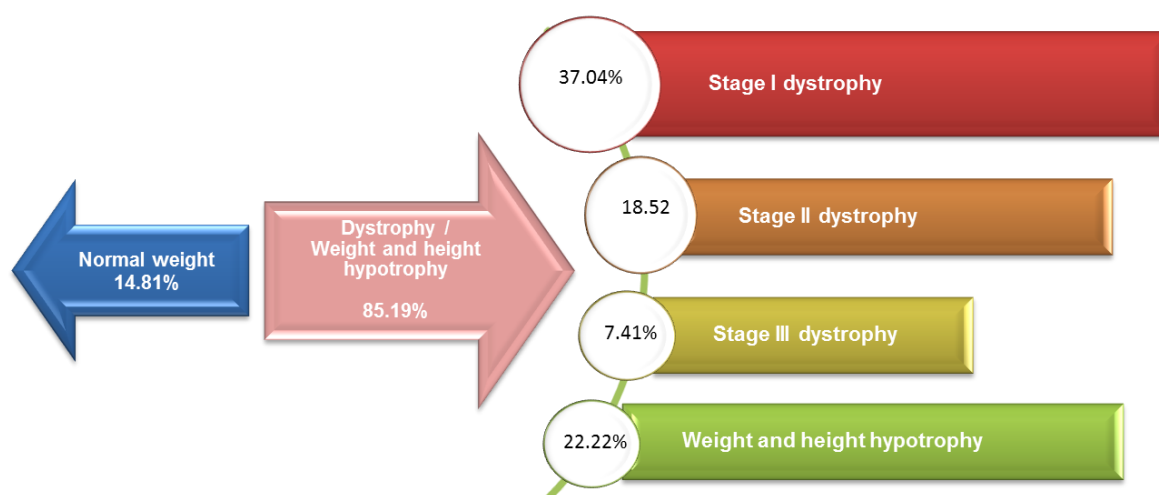 Normal weight
14.81%
Dystrophy /
Weight and height
hypotrophy
85.19%
37.04%
Stage I dystrophy
18.52
Stage II dystrophy
7.41%
Stage III dystrophy
22.22%
Weight and height hypotrophy